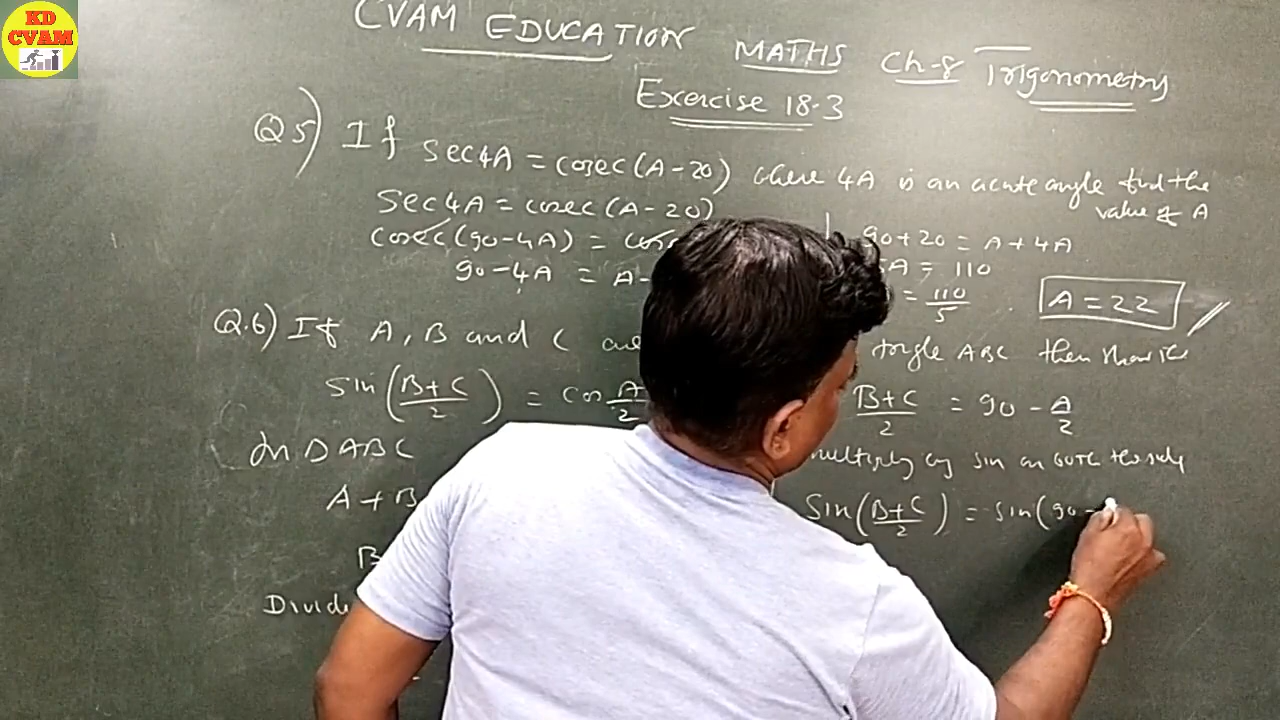 KD
CVAM
CVAM EDUCATION MATHS Ch-8 Trigonometry
Exercise 18.3
Q5) If sec4A = cosec(A-20) where 4A is an acute angle find the
value of A
Sec4A = cosec(A-20)
cosec(90-4A) =
90-4A = A-
90+20 = A+4A
5A = 110
= 110/5
A = 22
Q.6) If A, B and C are
ABC then show
Sin(B+C/2) = cos A/2
In ΔABC
A+B
B
Divide
B+C/2 = 90 - A/2
multiply by sin on both the side
Sin(B+C/2) = sin(90-